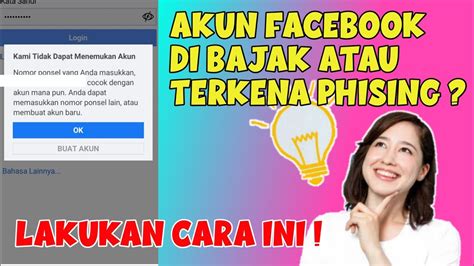 Kata Sandi
Login
Kami Tidak Dapat Menemukan Akun
Nomor ponsel yang Anda masukkan,
cocok dengan
akun mana pun. Anda dapat
memasukkan nomor ponsel lain, atau
membuat akun baru.
OK
BUAT AKUN
Bahasa Lainnya...
AKUN FACEBOOK
DI BAJAK ATAU
TERKENA PHISING ?
LAKUKAN CARA INI !